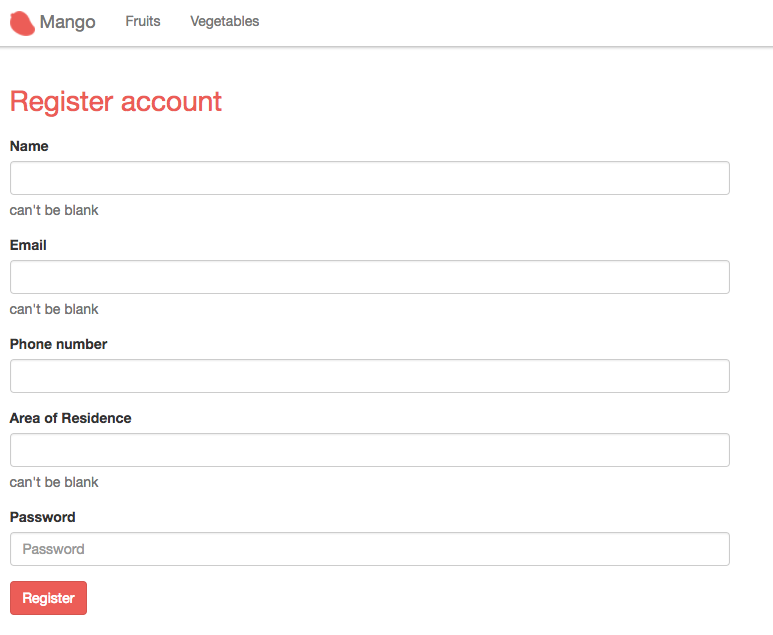 Mango Fruits Vegetables
Register account
Name
can't be blank
Email
can't be blank
Phone number
Area of Residence
can't be blank
Password
Password
Register